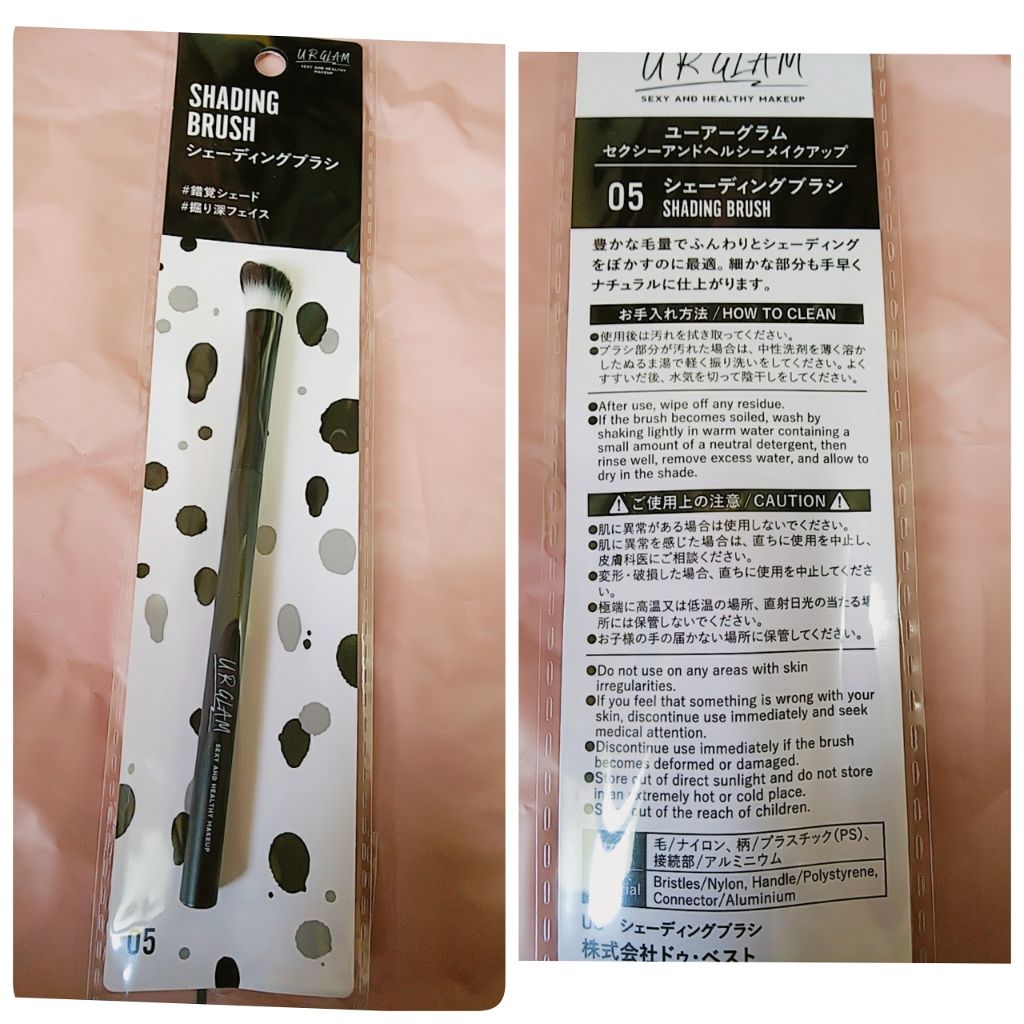 UR GLAM
SEXY AND HEALTHY
MAKEUP
SHADING
BRUSH
シェーディングブラシ
#錯覚シェード
#掘り深フェイス
UR GLAM
SEXY AND HEALTHY MAKEUP
05
UR GLAM
SEXY AND HEALTHY MAKEUP
ユーアーグラム
セクシーアンドヘルシーメイクアップ
05 シェーディングブラシ
SHADING BRUSH
豊かな毛量でふんわりとシェーディング
をぼかすのに最適。細かな部分も手早く
ナチュラルに仕上がります。
お手入れ方法/HOW TO CLEAN
●使用後は汚れを拭き取ってください。
●ブラシ部分が汚れた場合は、中性洗剤を薄く溶か
したぬるま湯で軽く振り洗いをしてください。よく
すすいだ後、水気を切って陰干しをしてください。
●After use, wipe off any residue.
●If the brush becomes soiled, wash by
shaking lightly in warm water containing a
small amount of a neutral detergent, then
rinse well, remove excess water, and allow to
dry in the shade.
⚠ご使用上の注意/CAUTION⚠
●肌に異常がある場合は使用しないでください。
●肌に異常を感じた場合は、直ちに使用を中止し、
皮膚科医にご相談ください。
●変形・破損した場合、直ちに使用を中止してくださ
い。
●極端に高温又は低温の場所、直射日光の当たる場
所には保管しないでください。
●お子様の手の届かない場所に保管してください。
●Do not use on any areas with skin
irregularities.
●If you feel that something is wrong with your
skin, discontinue use immediately and seek
medical attention.
●Discontinue use immediately if the brush
becomes deformed or damaged.
●Store out of direct sunlight and do not store
in an extremely hot or cold place.
●out of the reach of children.
毛/ナイロン、柄/プラスチック(PS)、
接続部/アルミニウム
Bristles/Nylon, Handle/Polystyrene,
Connector/Aluminium
シェーディングブラシ
株式会社ドゥ・ベスト